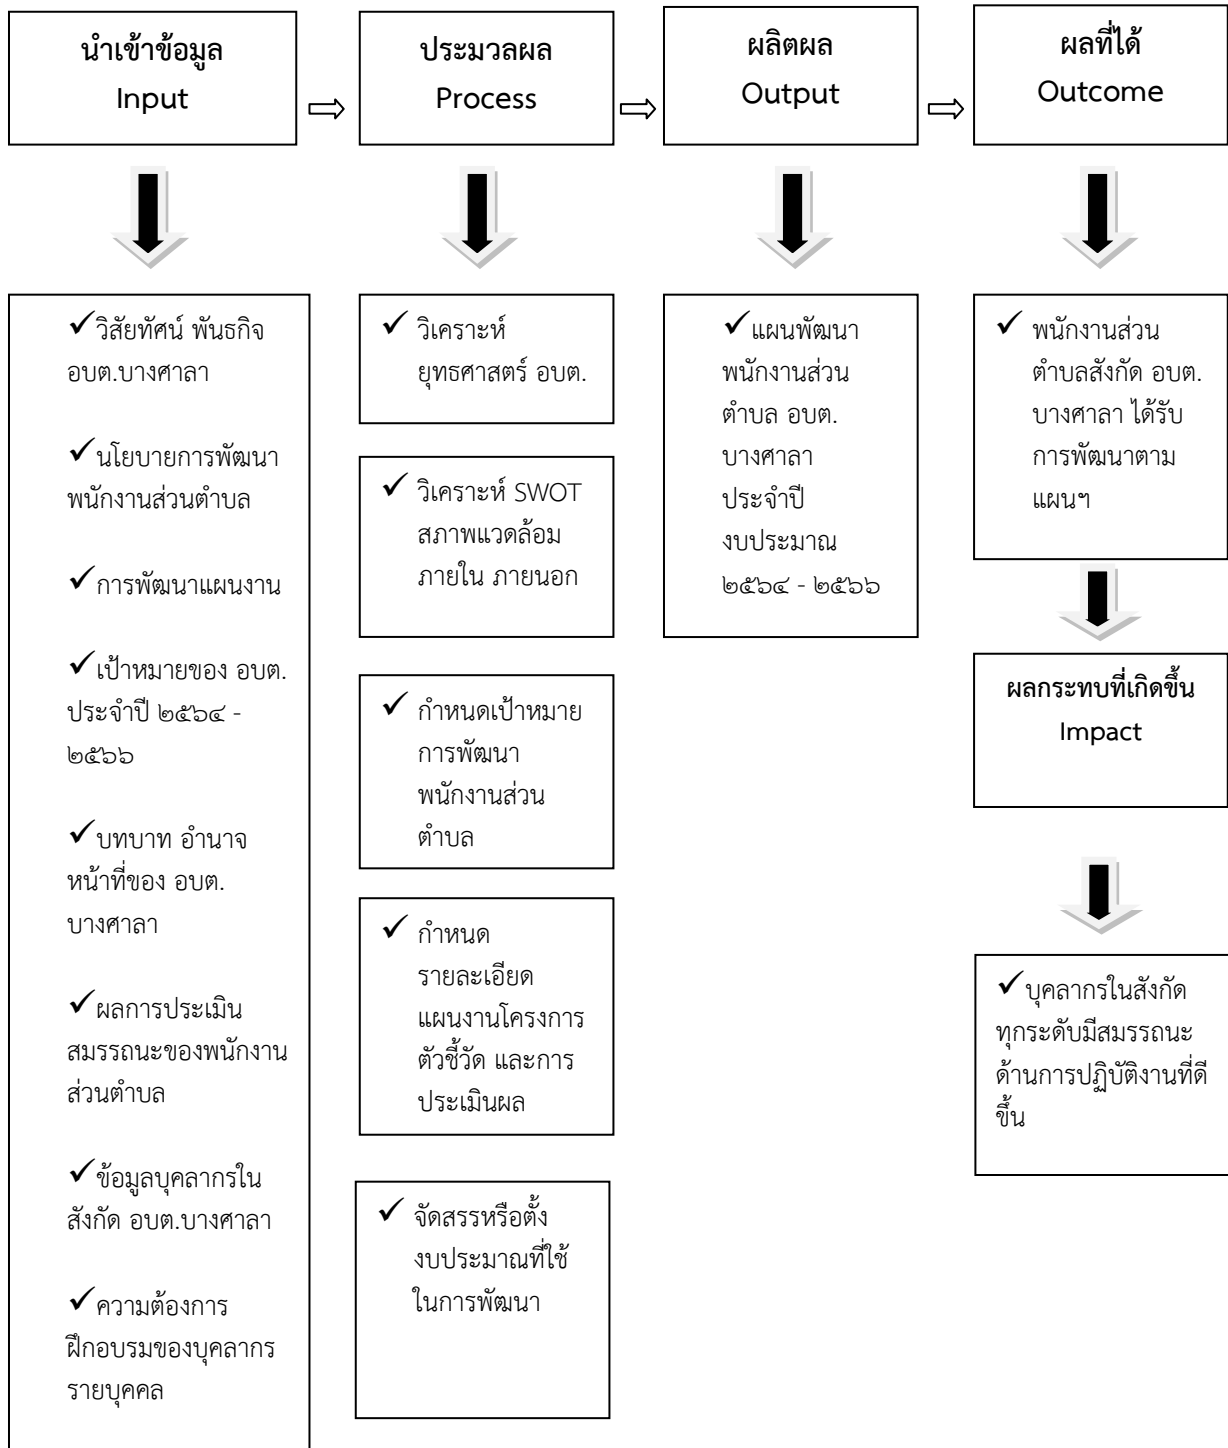 นำเข้าข้อมูล
Input
ประมวลผล
Process
ผลิตผล
Output
ผลที่ได้
Outcome
✓วิสัยทัศน์ พันธกิจ
อบต.บางศาลา
✓นโยบายการพัฒนา
พนักงานส่วนตำบล
✓การพัฒนาแผนงาน
✓เป้าหมายของ อบต.
ประจำปี ๒๕๖๔ -
๒๕๖๖
✓บทบาท อำนาจ
หน้าที่ของ อบต.
บางศาลา
✓ผลการประเมิน
สมรรถนะของพนักงาน
ส่วนตำบล
✓ข้อมูลบุคลากรใน
สังกัด อบต.บางศาลา
✓ความต้องการ
ฝึกอบรมของบุคลากร
รายบุคคล
✓ วิเคราะห์
ยุทธศาสตร์ อบต.
✓ วิเคราะห์ SWOT
สภาพแวดล้อม
ภายใน ภายนอก
✓ กำหนดเป้าหมาย
การพัฒนา
พนักงานส่วน
ตำบล
✓ กำหนด
รายละเอียด
แผนงานโครงการ
ตัวชี้วัด และการ
ประเมินผล
✓ จัดสรรหรือตั้ง
งบประมาณที่ใช้
ในการพัฒนา
✓แผนพัฒนา
พนักงานส่วน
ตำบล อบต.
บางศาลา
ประจำปี
งบประมาณ
๒๕๖๔ - ๒๕๖๖
✓ พนักงานส่วน
ตำบลสังกัด อบต.
บางศาลา ได้รับ
การพัฒนาตาม
แผนฯ
ผลกระทบที่เกิดขึ้น
Impact
✓บุคลากรในสังกัด
ทุกระดับมีสมรรถนะ
ด้านการปฏิบัติงานที่ดี
ขึ้น